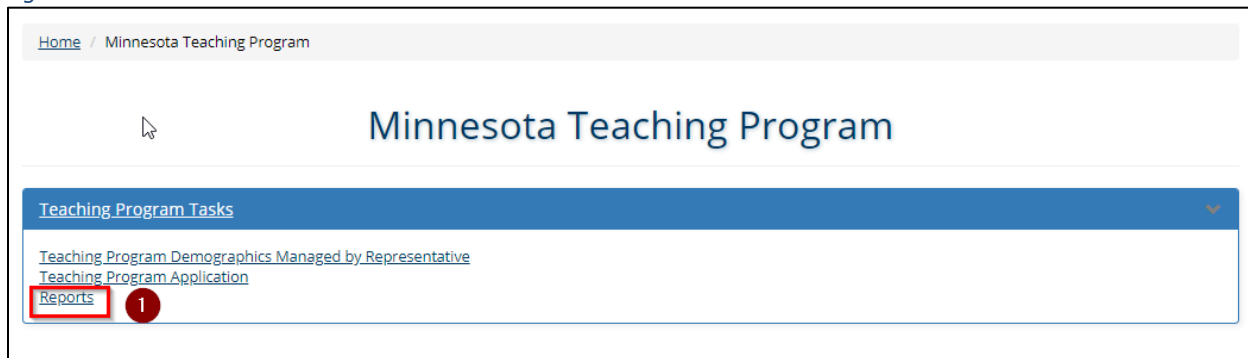 Home / Minnesota Teaching Program
Minnesota Teaching Program
Teaching Program Tasks
Teaching Program Demographics Managed by Representative
Teaching Program Application
Reports
1